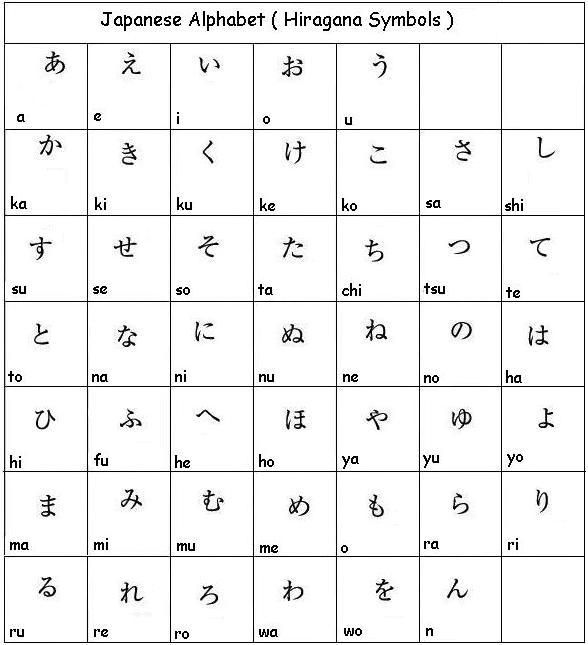 Japanese Alphabet ( Hiragana Symbols )
あ え い お う
a e i o u
か き く け こ さ し
ka ki ku ke ko sa shi
す せ そ た ち つ て
su se so ta chi tsu te
と な に ぬ ね の は
to na ni nu ne no ha
ひ ふ へ ほ や ゆ よ
hi fu he ho ya yu yo
ま み む め も ら り
ma mi mu me o ra ri
る れ ろ わ を ん
ru re ro wa wo n